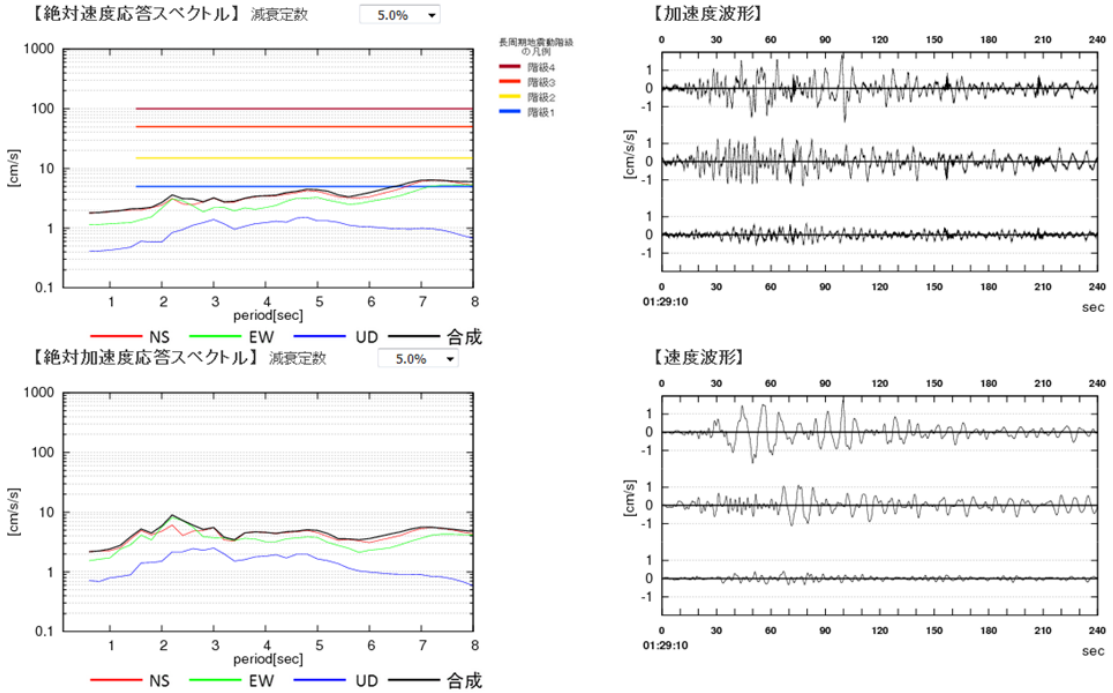 【絶対速度応答スペクトル】 減衰定数 5.0%
1000
100
10
1
0.1
[cm/s]
1 2 3 4 5 6 7 8
period[sec]
NS EW UD 合成
長周期地震動階級
の凡例
階級4
階級3
階級2
階級1
【加速度波形】
0 30 60 90 120 150 180 210 240
1
0
-1
1
0
-1
1
0
-1
[cm/s]
0 30 60 90 120 150 180 210 240
01:29:10
sec
【絶対加速度応答スペクトル】 減衰定数 5.0%
1000
100
10
1
0.1
[cm/s]
1 2 3 4 5 6 7 8
period[sec]
NS EW UD 合成
【速度波形】
0 30 60 90 120 150 180 210 240
1
0
-1
1
0
-1
1
0
-1
[cm/s]
0 30 60 90 120 150 180 210 240
01:29:10
sec